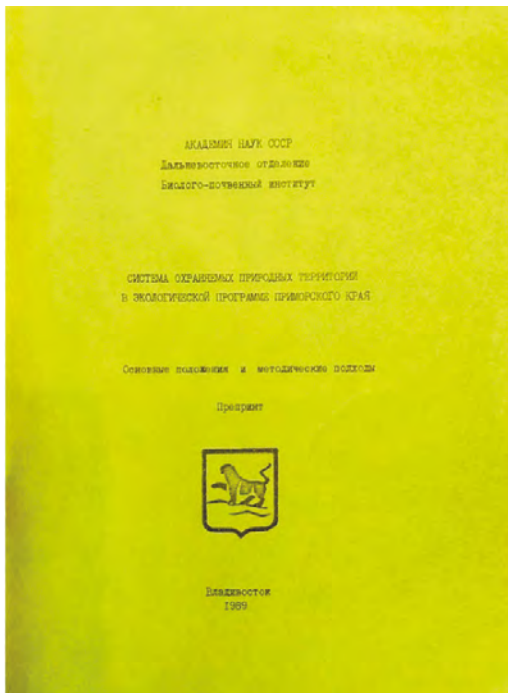 АКАДЕМИЯ НАУК СССР
Дальневосточное отделение
Биолого-почвенный институт
СИСТЕМА ОХРАНЯЕМЫХ ПРИРОДНЫХ ТЕРРИТОРИЙ
В ЭКОЛОГИЧЕСКОЙ ПРОГРАММЕ ПРИМОРСКОГО КРАЯ
Основные положения и методические подходы
Препринт
Владивосток
1989